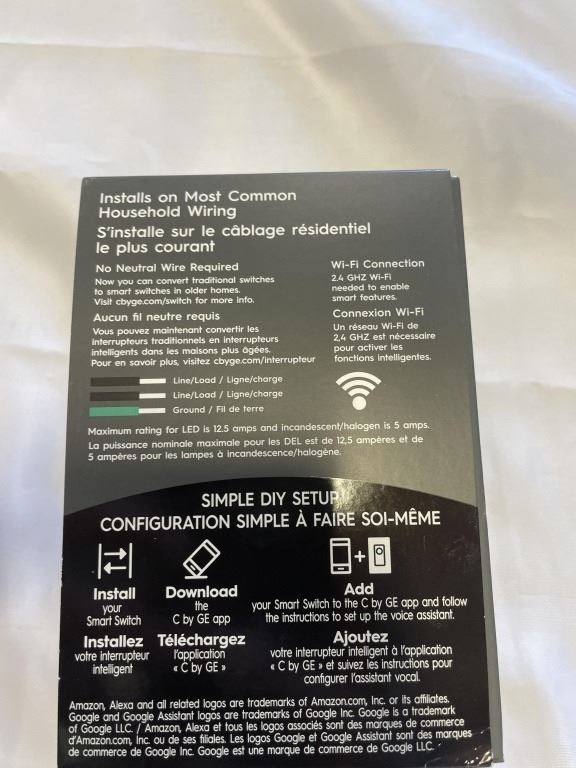 Installs on Most Common
Household Wiring
S'installe sur le câblage résidentiel
le plus courant
No Neutral Wire Required
Now you can convert traditional switches
to smart switches in older homes.
Visit cbyge.com/switch for more info.
Aucun fil neutre requis
Vous pouvez maintenant convertir les
interrupteurs traditionnels en interrupteurs
intelligents dans les maisons plus âgées.
Pour en savoir plus, visitez cbyge.com/interrupteur
Wi-Fi Connection
2.4 GHZ Wi-Fi
needed to enable
smart features.
Connexion Wi-Fi
Un réseau Wi-Fi de
2,4 GHZ est nécessaire
pour activer les
fonctions intelligentes.
Line/Load / Ligne/charge
Line/Load / Ligne/charge
Ground / Fil de terre
Maximum rating for LED is 12.5 amps and incandescent/halogen is 5 amps.
La puissance nominale maximale pour les DEL est de 12,5 ampères et de
5 ampères pour les lampes à incandescence/halogène.
SIMPLE DIY SETUP
CONFIGURATION SIMPLE À FAIRE SOI-MÊME
Install
your
Smart Switch
Installez
votre interrupteur
intelligent
Download
the
C by GE app
Téléchargez
l'application
« C by GE »
Add
your Smart Switch to the C by GE app and follow
the instructions to set up the voice assistant.
Ajoutez
votre interrupteur intelligent à l'application
« C by GE » et suivez les instructions pour
configurer l'assistant vocal.
Amazon, Alexa and all related logos are trademarks of Amazon.com, Inc. or its affiliates.
Google and Google Assistant logos are trademarks of Google Inc. Google is a trademark
of Google LLC. / Amazon, Alexa et tous les logos associés sont des marques de commerce
d'Amazon.com, Inc. ou de ses filiales. Les logos Google et Google Assistant sont des marques
de commerce de Google Inc. Google est une marque de commerce de Google LLC.